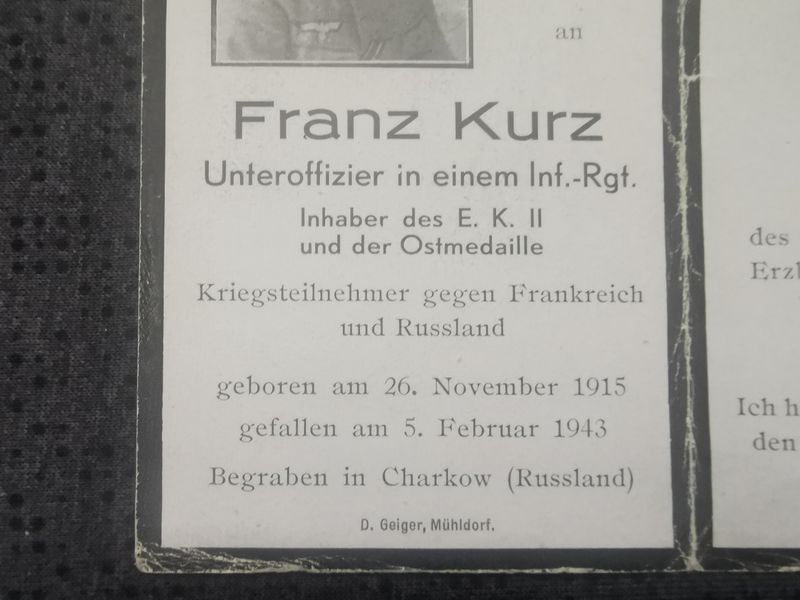 an
Franz Kurz
Unteroffizier in einem Inf.-Rgt.
Inhaber des E. K. II
und der Ostmedaille
Kriegsteilnehmer gegen Frankreich
und Russland
geboren am 26. November 1915
gefallen am 5. Februar 1943
Begraben in Charkow (Russland)
D. Geiger, Mühldorf.
des
Ich
den